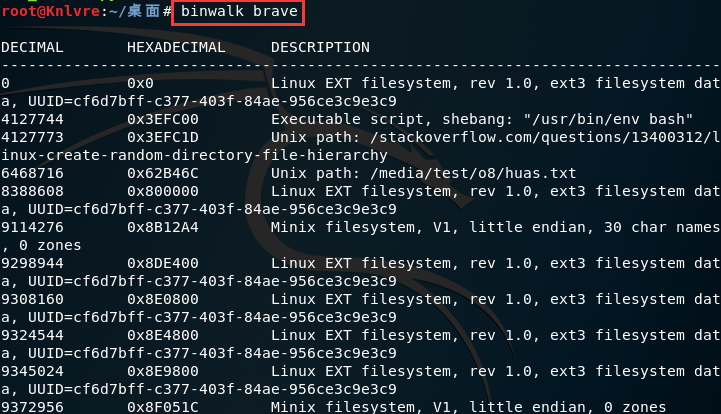 root@Knlvre:~/桌面# binwalk brave
DECIMAL       HEXADECIMAL     DESCRIPTION
--------------------------------------------------------------------------------
0             0x0             Linux EXT filesystem, rev 1.0, ext3 filesystem dat
a, UUID=cf6d7bff-c377-403f-84ae-956ce3c9e3c9
4127744       0x3EFC00        Executable script, shebang: "/usr/bin/env bash"
4127773       0x3EFC1D        Unix path: /stackoverflow.com/questions/13400312/l
inux-create-random-directory-file-hierarchy
6468716       0x62B46C        Unix path: /media/test/o8/huas.txt
8388608       0x800000        Linux EXT filesystem, rev 1.0, ext3 filesystem dat
a, UUID=cf6d7bff-c377-403f-84ae-956ce3c9e3c9
9114276       0x8B12A4        Minix filesystem, V1, little endian, 30 char names
, 0 zones
9298944       0x8DE400        Linux EXT filesystem, rev 1.0, ext3 filesystem dat
a, UUID=cf6d7bff-c377-403f-84ae-956ce3c9e3c9
9308160       0x8E0800        Linux EXT filesystem, rev 1.0, ext3 filesystem dat
a, UUID=cf6d7bff-c377-403f-84ae-956ce3c9e3c9
9324544       0x8E4800        Linux EXT filesystem, rev 1.0, ext3 filesystem dat
a, UUID=cf6d7bff-c377-403f-84ae-956ce3c9e3c9
9345024       0x8E9800        Linux EXT filesystem, rev 1.0, ext3 filesystem dat
a, UUID=cf6d7bff-c377-403f-84ae-956ce3c9e3c9
9372956       0x8F051C        Minix filesystem, V1, little endian, 0 zones